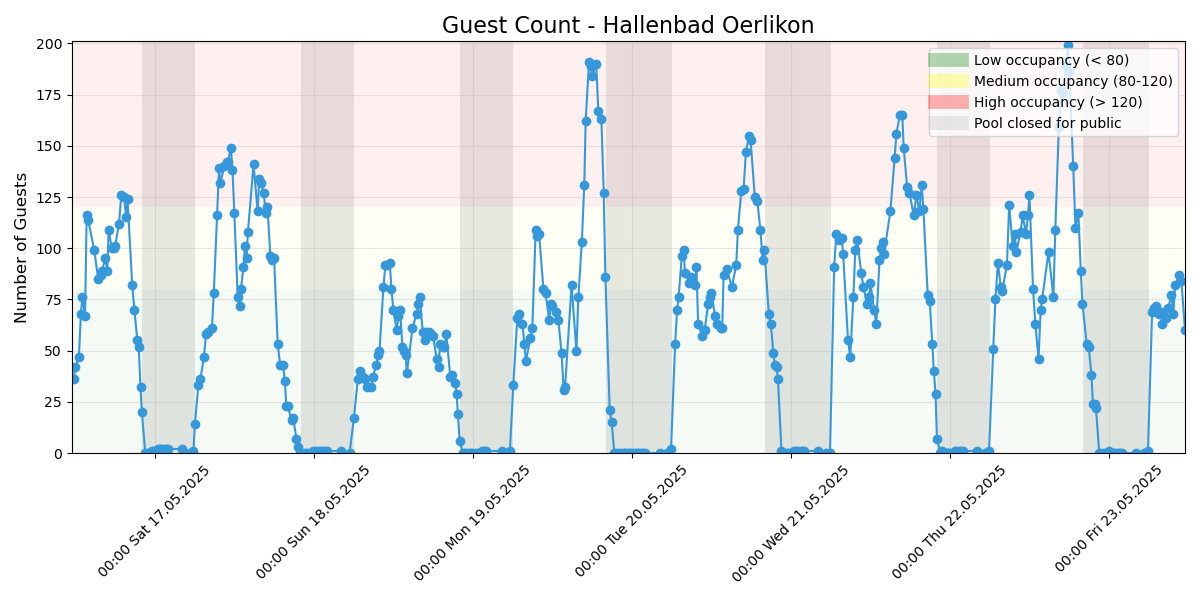 Guest Count - Hallenbad Oerlikon
Number of Guests
200
175
150
125
100
75
50
25
0
Low occupancy (< 80)
Medium occupancy (80-120)
High occupancy (> 120)
Pool closed for public
00:00 Sat 17.05.2025
00:00 Sun 18.05.2025
00:00 Mon 19.05.2025
00:00 Tue 20.05.2025
00:00 Wed 21.05.2025
00:00 Thu 22.05.2025
00:00 Fri 23.05.2025